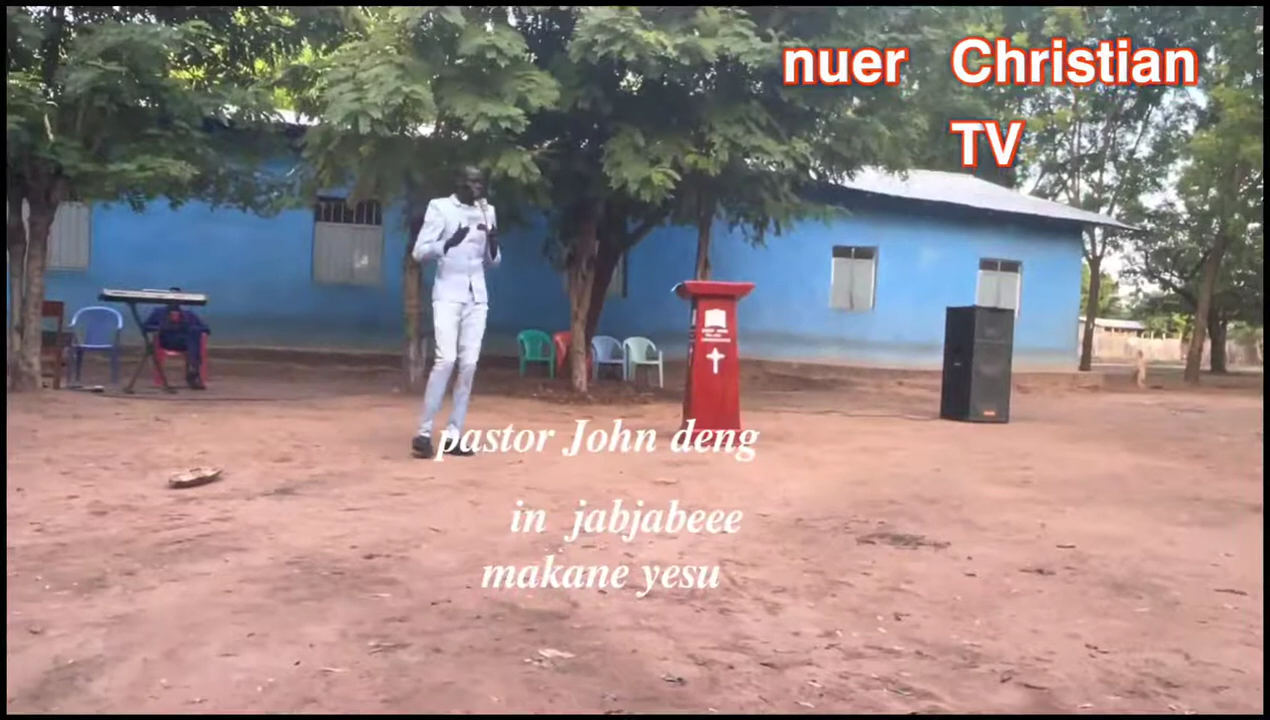 nuer Christian
TV
pastor John deng
in jabjabeee
makane yesu